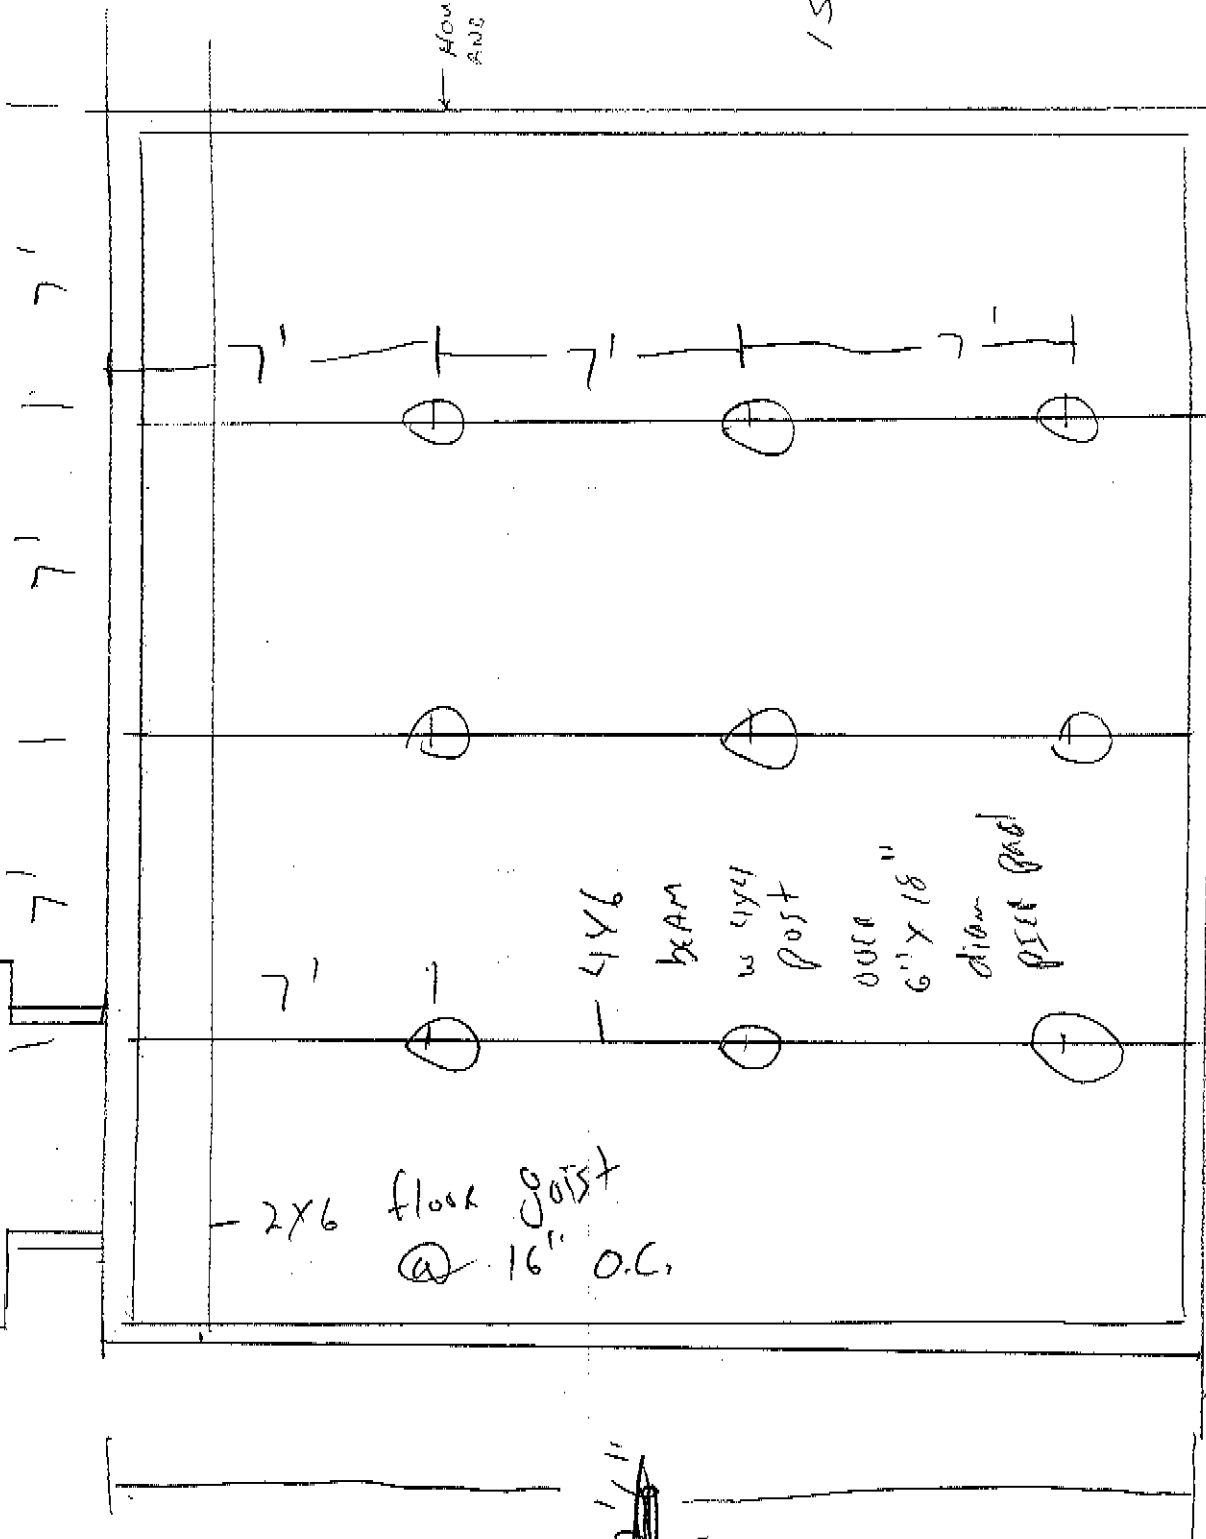 7'
7'
7'
7'
7'
7'
7'
4x6
beam
w 4x4
post
over
6" x 18"
diam
pier pad
2x6 floor goist
@ 16" O.C.